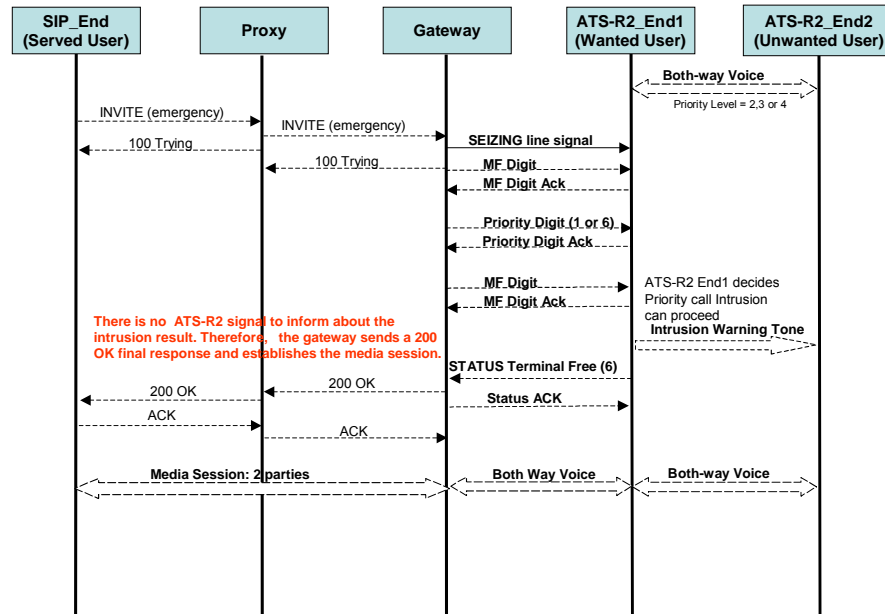 SIP_End
(Served User)
Proxy
Gateway
ATS-R2_End1
(Wanted User)
ATS-R2_End2
(Unwanted User)
Both-way Voice
Priority Level = 2,3 or 4
INVITE (emergency)
INVITE (emergency)
100 Trying
SEIZING line signal
100 Trying
MF Digit
MF Digit Ack
Priority Digit (1 or 6)
Priority Digit Ack
MF Digit
MF Digit Ack
ATS-R2 End1 decides
Priority call Intrusion
can proceed
Intrusion Warning Tone
There is no ATS-R2 signal to inform about the
intrusion result. Therefore, the gateway sends a 200
OK final response and establishes the media session.
STATUS Terminal Free (6)
200 OK
200 OK
Status ACK
ACK
ACK
Media Session: 2 parties
Both Way Voice
Both-way Voice